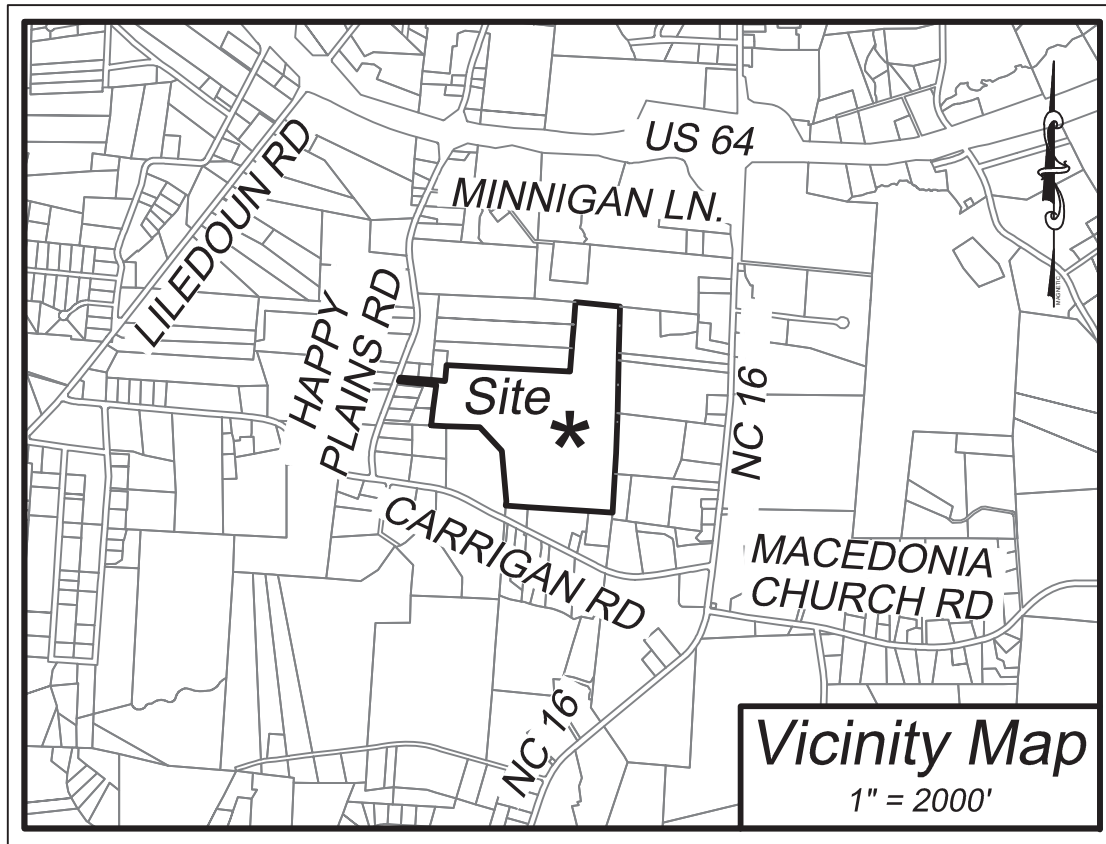 US 64
LILEDOUN RD
MINNIGAN LN.
MAGNETIC
HAPPY
PLAINS RD
Site
*
NC 16
CARRIGAN RD
MACEDONIA
CHURCH RD
NC 16
Vicinity Map
1" = 2000'